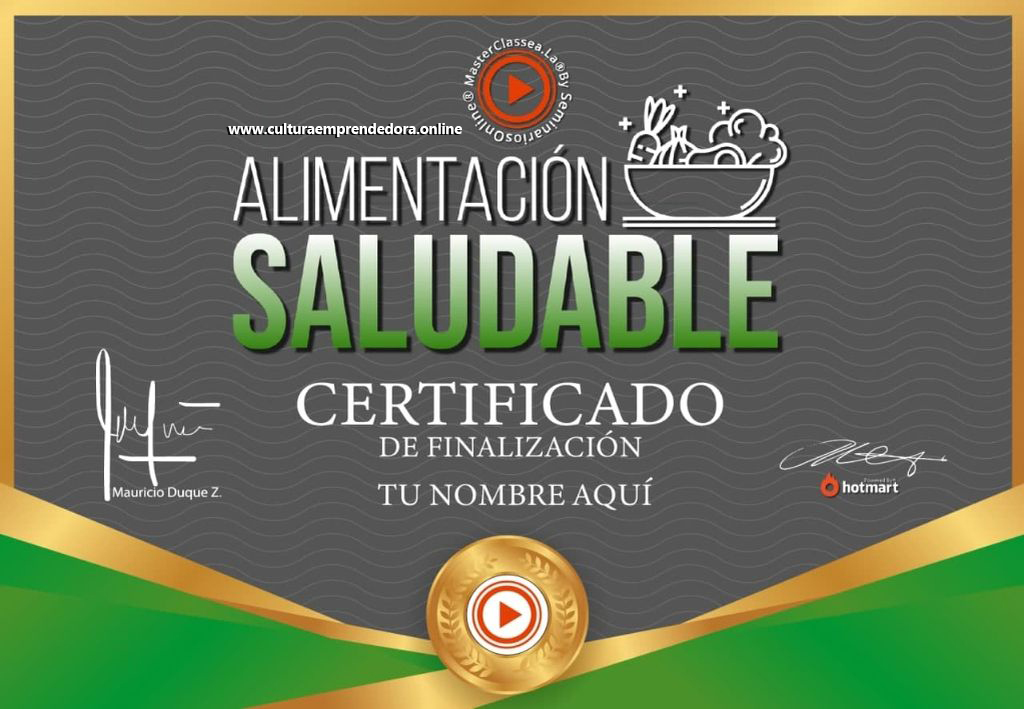 MasterClassea.La®By SeminariosOnline®
www.culturaemprendedora.online
ALIMENTACIÓN
SALUDABLE
CERTIFICADO
DE FINALIZACIÓN
TU NOMBRE AQUÍ
Mauricio Duque Z.
Powered by
hotmart